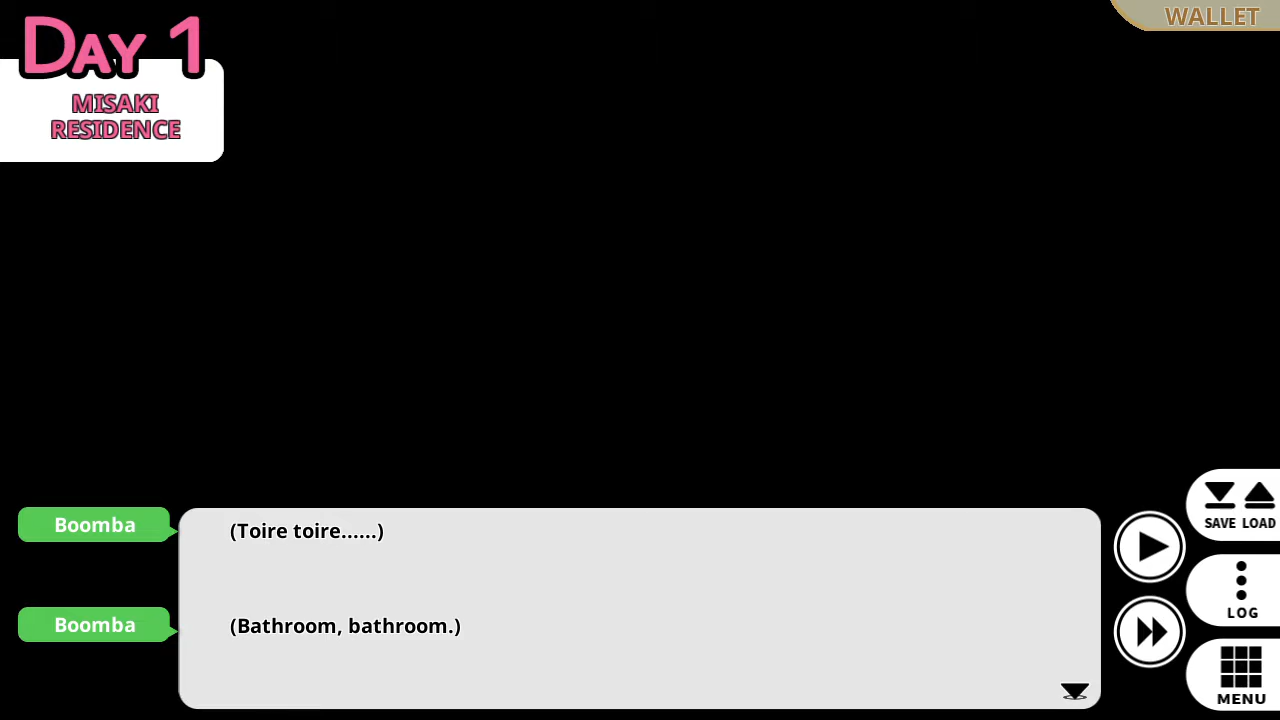 DAY 1
MISAKI
RESIDENCE
WALLET
Boomba
(Toire toire......)
Boomba
(Bathroom, bathroom.)
SAVE LOAD
LOG
MENU